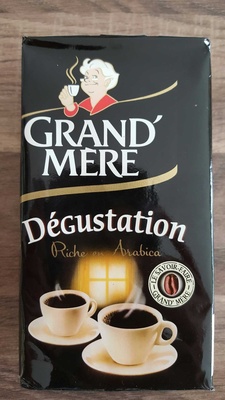 GRAND'
MÈRE
Dégustation
Riche en Arabica
LE SAVOIR-FAIRE
GRAND' MÈRE